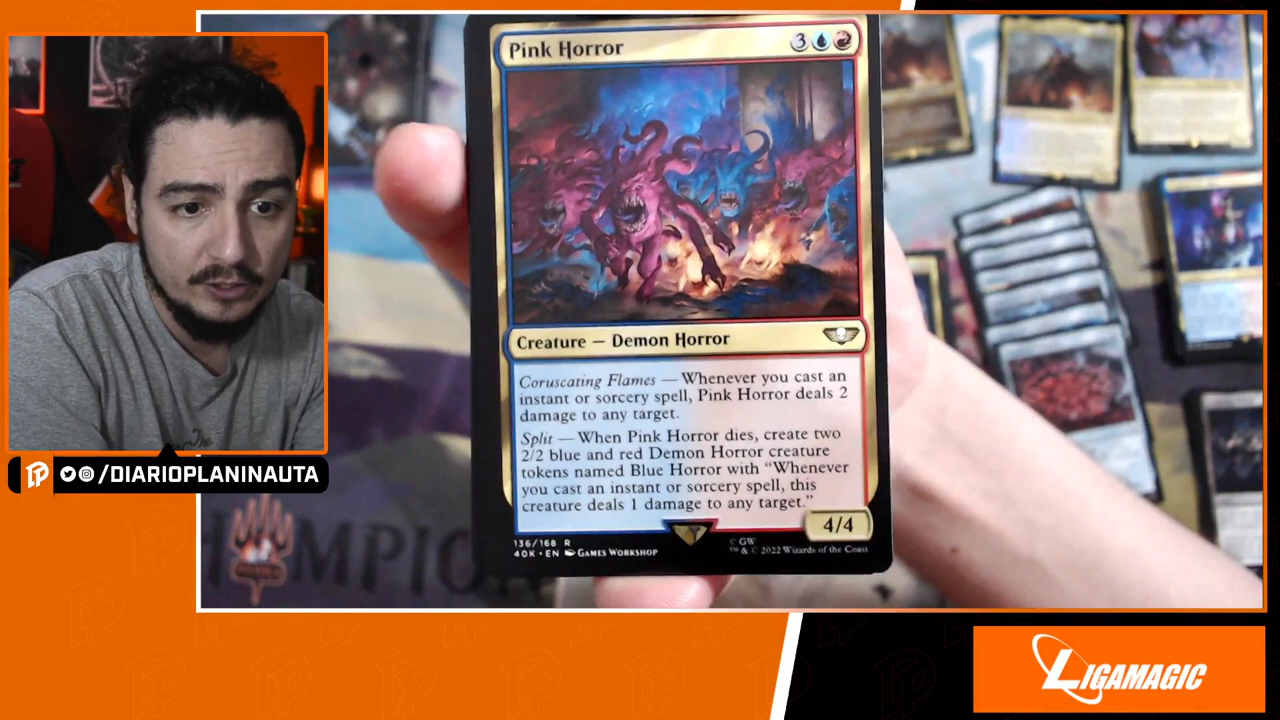 Pink Horror
3
Creature — Demon Horror
Coruscating Flames — Whenever you cast an
instant or sorcery spell, Pink Horror deals 2
damage to any target.
Split — When Pink Horror dies, create two
2/2 blue and red Demon Horror creature
tokens named Blue Horror with “Whenever
you cast an instant or sorcery spell, this
creature deals 1 damage to any target.”
4/4
136/168 R
40K • EN GAMES WORKSHOP
© GW
™ & © 2022 Wizards of the Coast
/DIARIOPLANINAUTA
LIGAMAGIC